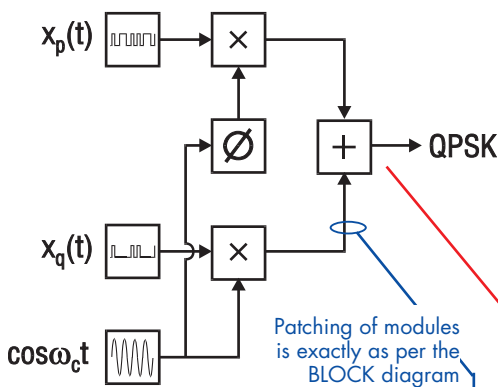 xp(t)
×
Ø
+
QPSK
xq(t)
×
cosωct
Patching of modules
is exactly as per the
BLOCK diagram